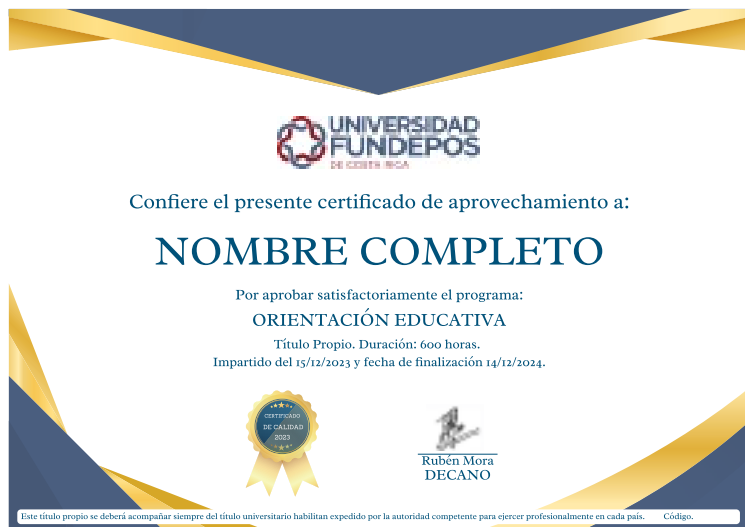 UNIVERSIDAD
FUNDEPOS
DE COSTA RICA
Confiere el presente certificado de aprovechamiento a:
NOMBRE COMPLETO
Por aprobar satisfactoriamente el programa:
ORIENTACIÓN EDUCATIVA
Título Propio. Duración: 600 horas.
Impartido del 15/12/2023 y fecha de finalización 14/12/2024.
CERTIFICADO
DE CALIDAD
2023
Rubén Mora
DECANO
Este título propio se deberá acompañar siempre del título universitario habilitan expedido por la autoridad competente para ejercer profesionalmente en cada país. Código.